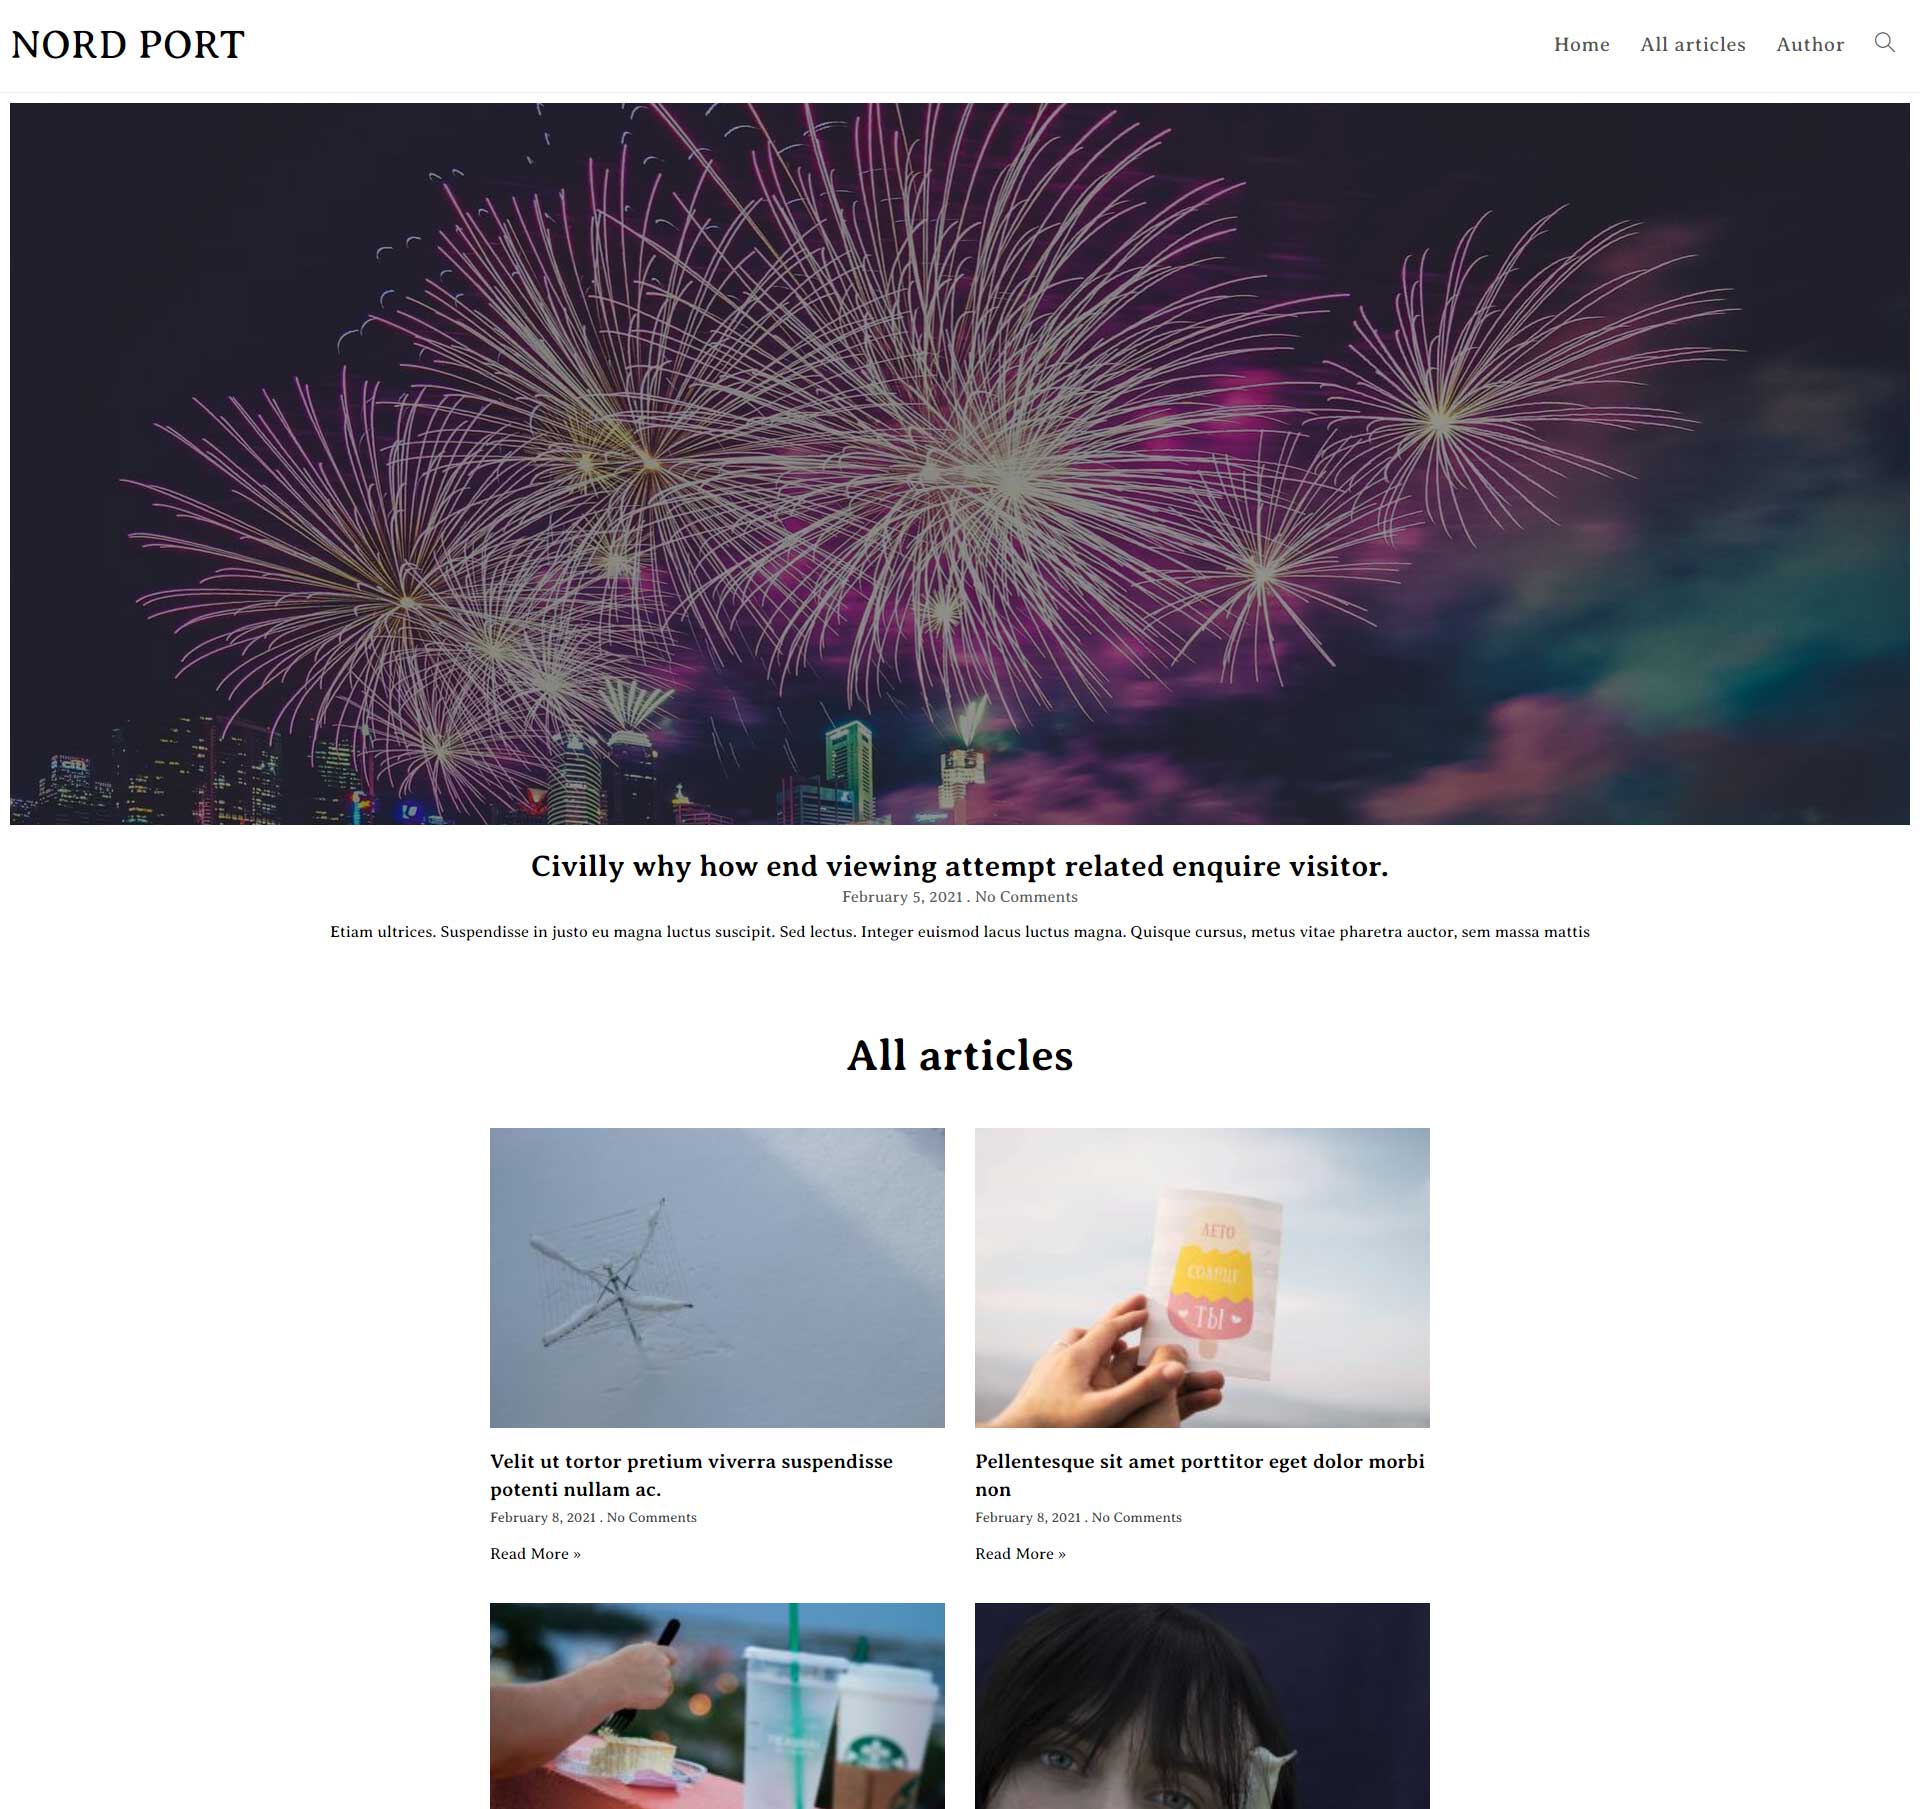 NORD PORT
Home All articles Author
citi
Civilly why how end viewing attempt related enquire visitor.
February 5, 2021 . No Comments
Etiam ultrices. Suspendisse in justo eu magna luctus suscipit. Sed lectus. Integer euismod lacus luctus magna. Quisque cursus, metus vitae pharetra auctor, sem massa mattis
All articles
ЛЕТО
СОЛНЦЕ
ТЫ
Velit ut tortor pretium viverra suspendisse
potenti nullam ac.
February 8, 2021 . No Comments
Read More »
Pellentesque sit amet porttitor eget dolor morbi
non
February 8, 2021 . No Comments
Read More »